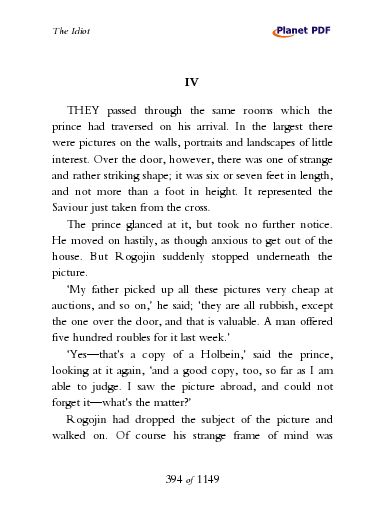 The Idiot
Planet PDF
IV
THEY passed through the same rooms which the
prince had traversed on his arrival. In the largest there
were pictures on the walls, portraits and landscapes of little
interest. Over the door, however, there was one of strange
and rather striking shape; it was six or seven feet in length,
and not more than a foot in height. It represented the
Saviour just taken from the cross.
The prince glanced at it, but took no further notice.
He moved on hastily, as though anxious to get out of the
house. But Rogojin suddenly stopped underneath the
picture.
‘My father picked up all these pictures very cheap at
auctions, and so on,’ he said; ‘they are all rubbish, except
the one over the door, and that is valuable. A man offered
five hundred roubles for it last week.’
‘Yes—that’s a copy of a Holbein,’ said the prince,
looking at it again, ‘and a good copy, too, so far as I am
able to judge. I saw the picture abroad, and could not
forget it—what’s the matter?’
Rogojin had dropped the subject of the picture and
walked on. Of course his strange frame of mind was
394 of 1149